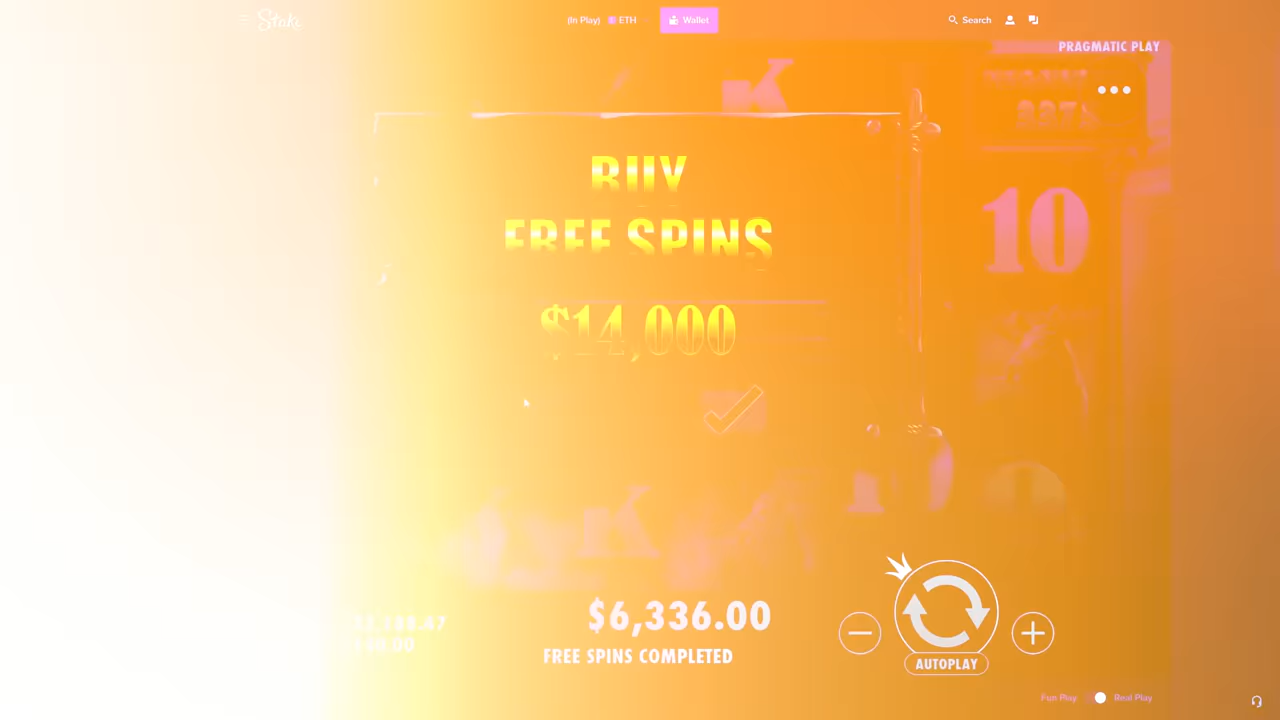 Stake
(In Play) ETH
Wallet
Search
PRAGMATIC PLAY
K
BUY
FREE SPINS
10
$14,000
K
$6,336.00
FREE SPINS COMPLETED
AUTOPLAY
Fun Play
Real Play